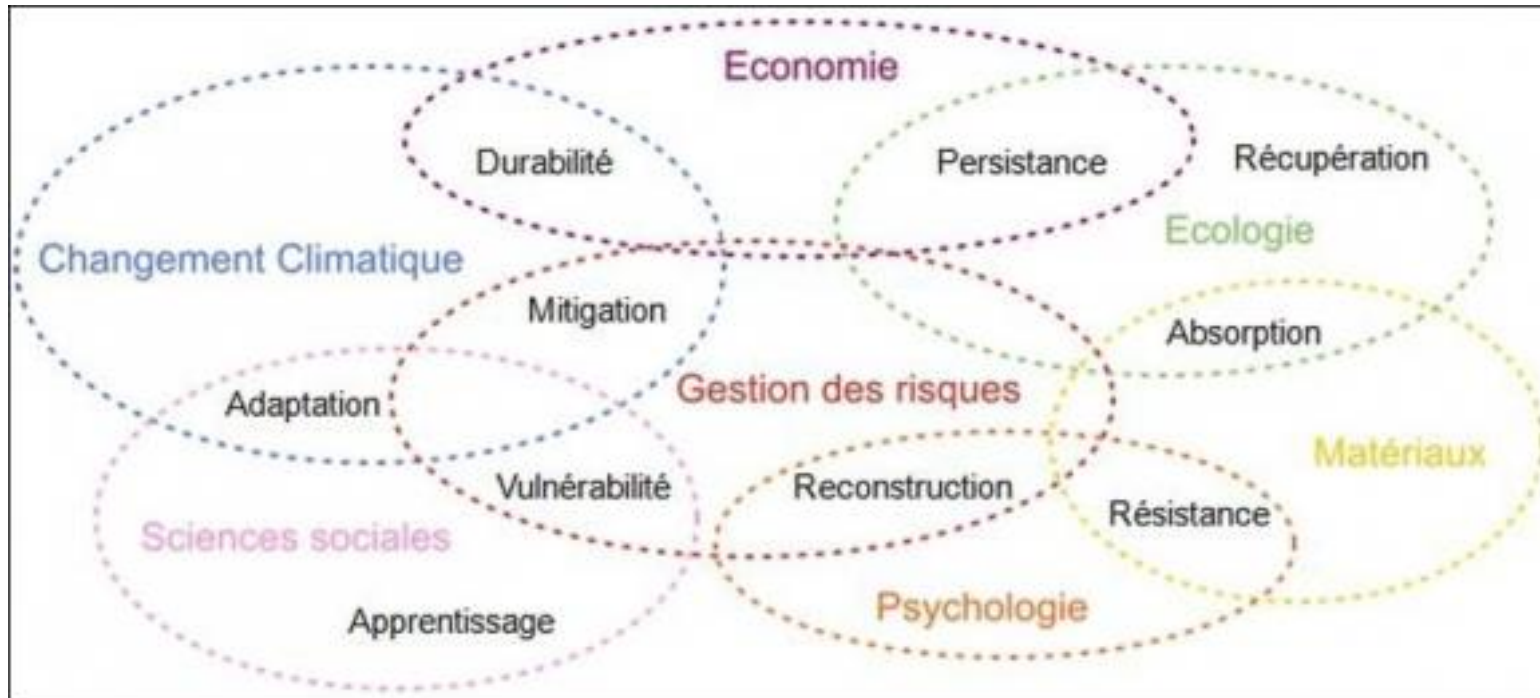 Economie
Durabilité
Persistance
Récupération
Ecologie
Changement Climatique
Mitigation
Absorption
Gestion des risques
Adaptation
Matériaux
Vulnérabilité
Reconstruction
Résistance
Sciences sociales
Psychologie
Apprentissage